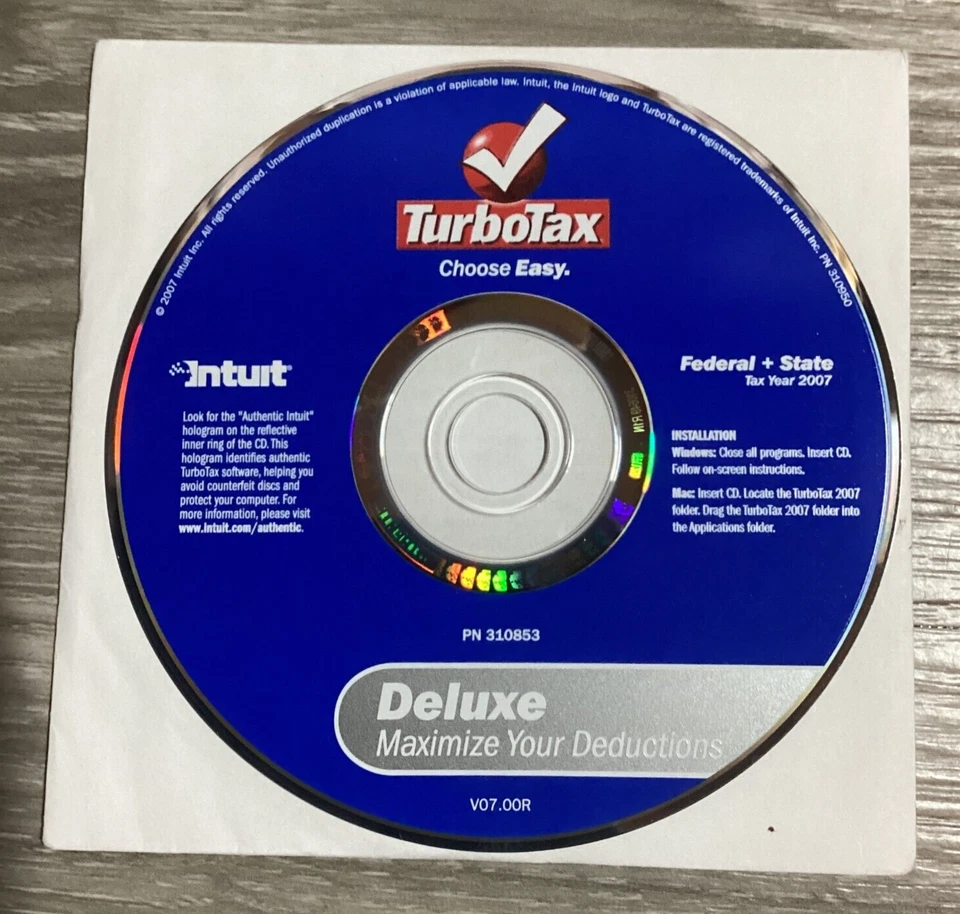 © 2007 Intuit Inc. All rights reserved. Unauthorized duplication is a violation of applicable law. Intuit, the Intuit logo and TurboTax are registered trademarks of Intuit Inc. PN 310950
TurboTax
Choose Easy.
Intuit®
Look for the "Authentic Intuit"
hologram on the reflective
inner ring of the CD. This
hologram identifies authentic
TurboTax software, helping you
avoid counterfeit discs and
protect your computer. For
more information, please visit
www.intuit.com/authentic.
Federal + State
Tax Year 2007
INSTALLATION
Windows: Close all programs. Insert CD.
Follow on-screen instructions.
Mac: Insert CD. Locate the TurboTax 2007
folder. Drag the TurboTax 2007 folder into
the Applications folder.
PN 310853
Deluxe
Maximize Your Deductions
V07.00R